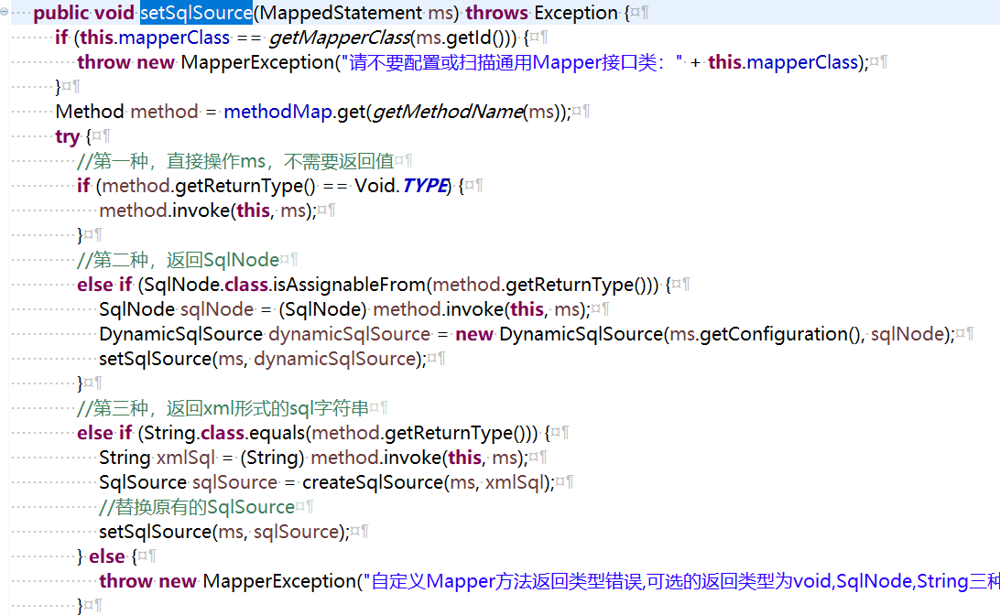 public void setSqlSource(MappedStatement ms) throws Exception {
if (this.mapperClass == getMapperClass(ms.getId())) {
throw new MapperException("请不要配置或扫描通用Mapper接口类：" + this.mapperClass);
}
Method method = methodMap.get(getMethodName(ms));
try {
//第一种，直接操作ms，不需要返回值
if (method.getReturnType() == Void.TYPE) {
method.invoke(this, ms);
}
//第二种，返回SqlNode
else if (SqlNode.class.isAssignableFrom(method.getReturnType())) {
SqlNode sqlNode = (SqlNode) method.invoke(this, ms);
DynamicSqlSource dynamicSqlSource = new DynamicSqlSource(ms.getConfiguration(), sqlNode);
setSqlSource(ms, dynamicSqlSource);
}
//第三种，返回xml形式的sql字符串
else if (String.class.equals(method.getReturnType())) {
String xmlSql = (String) method.invoke(this, ms);
SqlSource sqlSource = createSqlSource(ms, xmlSql);
//替换原有的SqlSource
setSqlSource(ms, sqlSource);
} else {
throw new MapperException("自定义Mapper方法返回类型错误,可选的返回类型为void,SqlNode,String三种
}